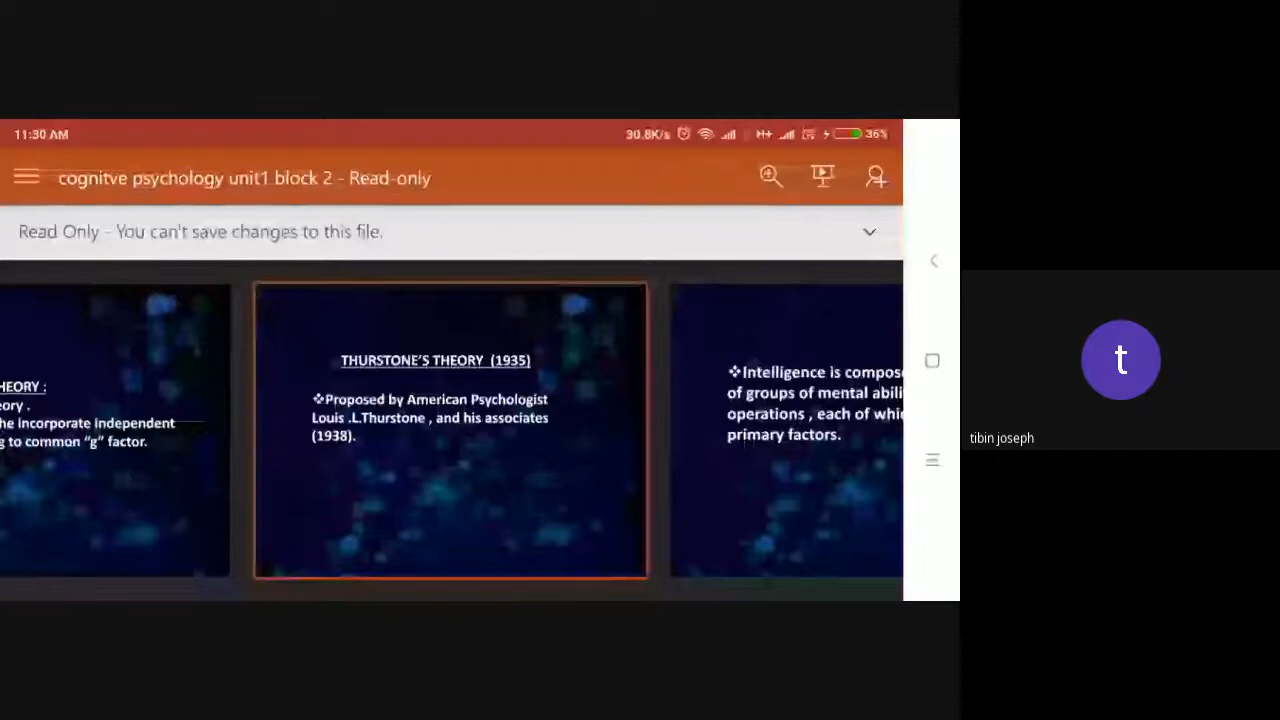 11:30 AM
30.8K/s
36%
cognitve psychology unit1 block 2 - Read-only
Read Only - You can't save changes to this file.
HEORY :
eory .
he incorporate independent
g to common “g” factor.
THURSTONE’S THEORY (1935)
❖Proposed by American Psychologist
Louis .L.Thurstone , and his associates
(1938).
❖Intelligence is compose
of groups of mental abili
operations , each of whic
primary factors.
t
tibin joseph